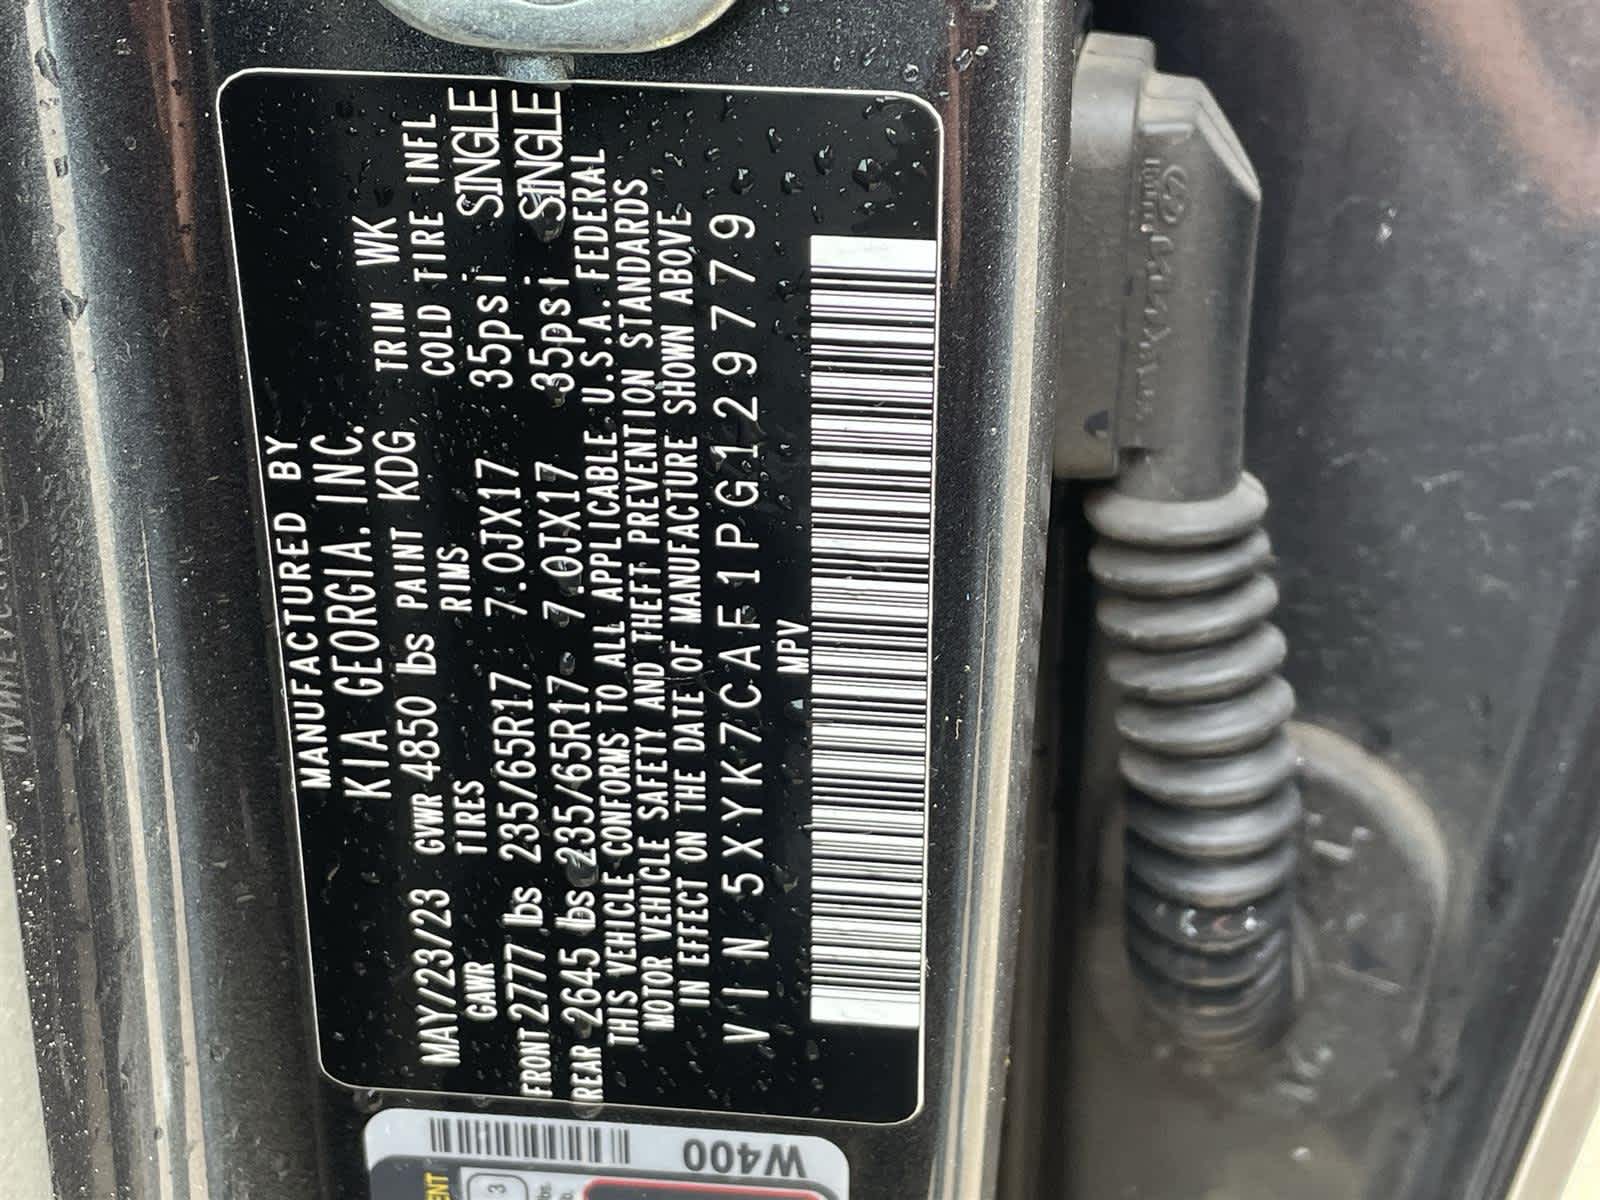 MANUFACTURED BY
KIA GEORGIA. INC.
MAY/23/23 GVWR 4850 lbs PAINT KDG TRIM WK
GAWR TIRES RIMS COLD TIRE INFL
FRONT 2777 lbs 235/65R17 7.0JX17 35psi SINGLE
REAR 2645 lbs 235/65R17 7.0JX17 35psi SINGLE
THIS VEHICLE CONFORMS TO ALL APPLICABLE U.S.A. FEDERAL
MOTOR VEHICLE SAFETY AND THEFT PREVENTION STANDARDS
IN EFFECT ON THE DATE OF MANUFACTURE SHOWN ABOVE
VIN 5XYK7CAF1PG129779
MPV
W400
3